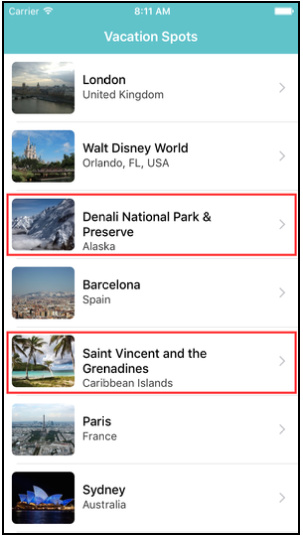 Carrier 8:11 AM
Vacation Spots
London
United Kingdom
Walt Disney World
Orlando, FL, USA
Denali National Park &
Preserve
Alaska
Barcelona
Spain
Saint Vincent and the
Grenadines
Caribbean Islands
Paris
France
Sydney
Australia